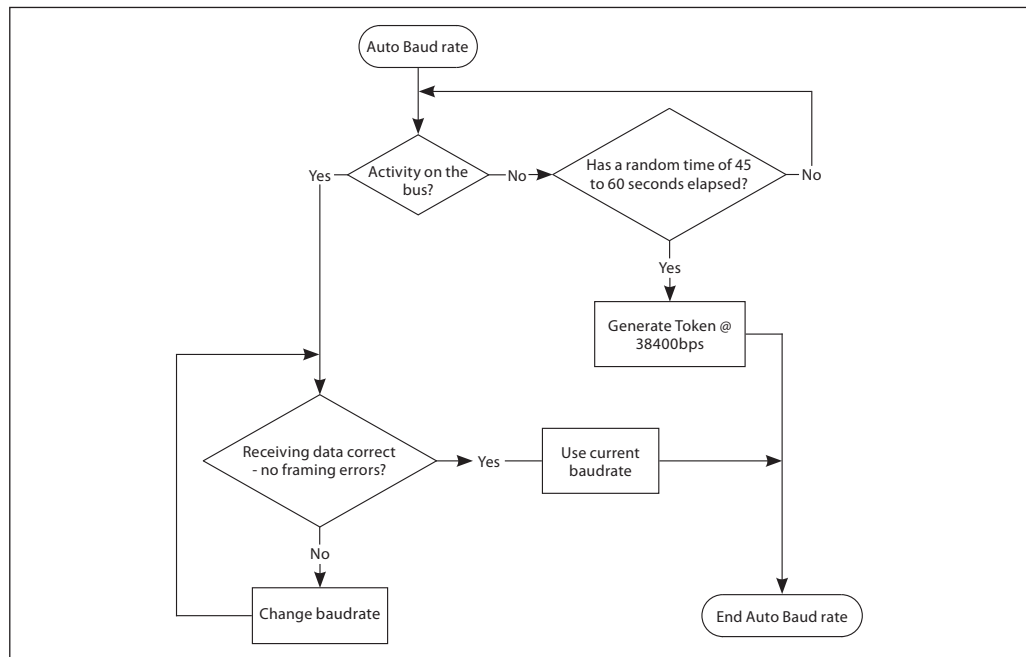 Auto Baud rate
Activity on the
bus?
Yes
No
Has a random time of 45
to 60 seconds elapsed?
No
Yes
Generate Token @
38400bps
Receiving data correct
- no framing errors?
Yes
Use current
baudrate
No
Change baudrate
End Auto Baud rate